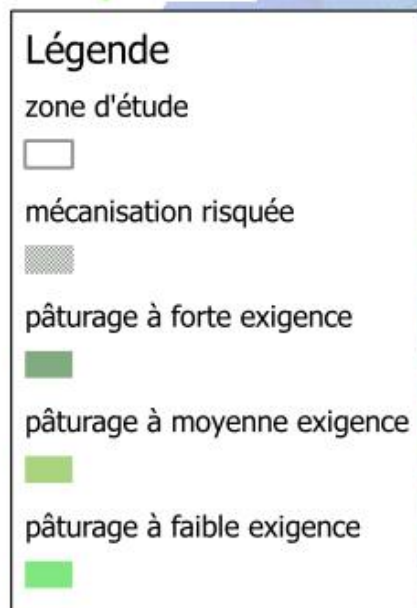 Légende
zone d'étude
mécanisation risquée
pâturage à forte exigence
pâturage à moyenne exigence
pâturage à faible exigence